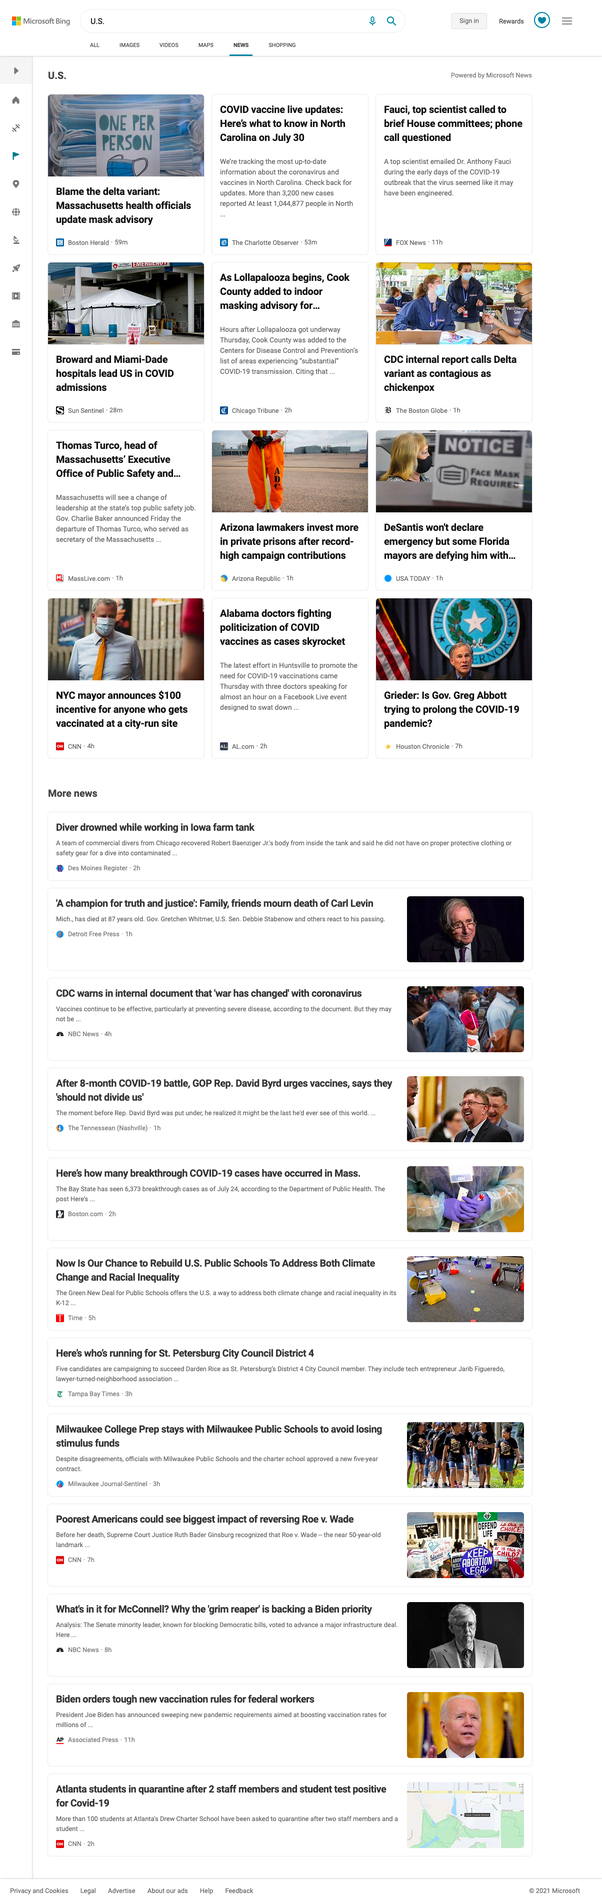 Microsoft Bing
U.S.
Sign in
Rewards
ALL
IMAGES
VIDEOS
MAPS
NEWS
SHOPPING
U.S.
Powered by Microsoft News
ONE PER
PERSON
Blame the delta variant:
Massachusetts health officials
update mask advisory
Boston Herald · 59m
COVID vaccine live updates:
Here's what to know in North
Carolina on July 30
We're tracking the most up-to-date
information about the coronavirus and
vaccines in North Carolina. Check back for
updates. More than 3,200 new cases
reported At least 1,044,877 people in North
...
The Charlotte Observer · 53m
Fauci, top scientist called to
brief House committees; phone
call questioned
A top scientist emailed Dr. Anthony Fauci
during the early days of the COVID-19
outbreak that the virus seemed like it may
have been engineered.
FOX News · 11h
EMERGENCY
Broward and Miami-Dade
hospitals lead US in COVID
admissions
Sun Sentinel · 28m
As Lollapalooza begins, Cook
County added to indoor
masking advisory for...
Hours after Lollapalooza got underway
Thursday, Cook County was added to the
Centers for Disease Control and Prevention's
list of areas experiencing "substantial"
COVID-19 transmission. Citing that ...
Chicago Tribune · 2h
CDC internal report calls Delta
variant as contagious as
chickenpox
The Boston Globe · 1h
Thomas Turco, head of
Massachusetts' Executive
Office of Public Safety and...
Massachusetts will see a change of
leadership at the state's top public safety job.
Gov. Charlie Baker announced Friday the
departure of Thomas Turco, who served as
secretary of the Massachusetts ...
MassLive.com · 1h
ADC
Arizona lawmakers invest more
in private prisons after record-
high campaign contributions
Arizona Republic · 1h
NOTICE
FACE MASK
REQUIRED
DeSantis won't declare
emergency but some Florida
mayors are defying him with...
USA TODAY · 1h
NYC mayor announces $100
incentive for anyone who gets
vaccinated at a city-run site
CNN · 4h
Alabama doctors fighting
politicization of COVID
vaccines as cases skyrocket
The latest effort in Huntsville to promote the
need for COVID-19 vaccinations came
Thursday with three doctors speaking for
almost an hour on a Facebook Live event
designed to swat down ...
AL.com · 2h
Grieder: Is Gov. Greg Abbott
trying to prolong the COVID-19
pandemic?
Houston Chronicle · 7h
More news
Diver drowned while working in Iowa farm tank
A team of commercial divers from Chicago recovered Robert Baenziger Jr.'s body from inside the tank and said he did not have on proper protective clothing or
safety gear for a dive into contaminated ...
Des Moines Register · 2h
'A champion for truth and justice': Family, friends mourn death of Carl Levin
Mich., has died at 87 years old. Gov. Gretchen Whitmer, U.S. Sen. Debbie Stabenow and others react to his passing.
Detroit Free Press · 1h
CDC warns in internal document that 'war has changed' with coronavirus
Vaccines continue to be effective, particularly at preventing severe disease, according to the document. But they may
not be ...
NBC News · 4h
After 8-month COVID-19 battle, GOP Rep. David Byrd urges vaccines, says they
'should not divide us'
The moment before Rep. David Byrd was put under, he realized it might be the last he'd ever see of this world. ...
The Tennessean (Nashville) · 1h
Here's how many breakthrough COVID-19 cases have occurred in Mass.
The Bay State has seen 6,373 breakthrough cases as of July 24, according to the Department of Public Health. The
post Here's ...
Boston.com · 2h
Now Is Our Chance to Rebuild U.S. Public Schools To Address Both Climate
Change and Racial Inequality
The Green New Deal for Public Schools offers the U.S. a way to address both climate change and racial inequality in its
K-12 ...
Time · 5h
Here's who's running for St. Petersburg City Council District 4
Five candidates are campaigning to succeed Darden Rice as St. Petersburg's District 4 City Council member. They include tech entrepreneur Jarib Figueredo,
lawyer-turned-neighborhood association ...
Tampa Bay Times · 3h
Milwaukee College Prep stays with Milwaukee Public Schools to avoid losing
stimulus funds
Despite disagreements, officials with Milwaukee Public Schools and the charter school approved a new five-year
contract.
Milwaukee Journal-Sentinel · 3h
Poorest Americans could see biggest impact of reversing Roe v. Wade
Before her death, Supreme Court Justice Ruth Bader Ginsburg recognized that Roe v. Wade – the near 50-year-old
landmark ...
CNN · 7h
DEFEND
LIFE
KEEP
ABORTION
LEGAL
What's in it for McConnell? Why the 'grim reaper' is backing a Biden priority
Analysis: The Senate minority leader, known for blocking Democratic bills, voted to advance a major infrastructure deal.
Here ...
NBC News · 8h
Biden orders tough new vaccination rules for federal workers
President Joe Biden has announced sweeping new pandemic requirements aimed at boosting vaccination rates for
millions of ...
Associated Press · 11h
Atlanta students in quarantine after 2 staff members and student test positive
for Covid-19
More than 100 students at Atlanta's Drew Charter School have been asked to quarantine after two staff members and a
student ...
CNN · 2h
Privacy and Cookies
Legal
Advertise
About our ads
Help
Feedback
© 2021 Microsoft